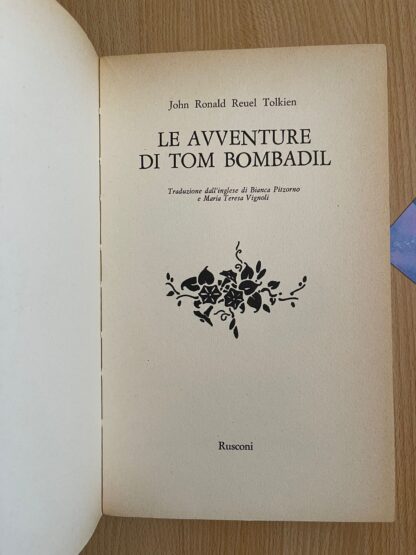 John Ronald Reuel Tolkien
LE AVVENTURE
DI TOM BOMBADIL
Traduzione dall'inglese di Bianca Pitzorno
e Maria Teresa Vignoli
Rusconi